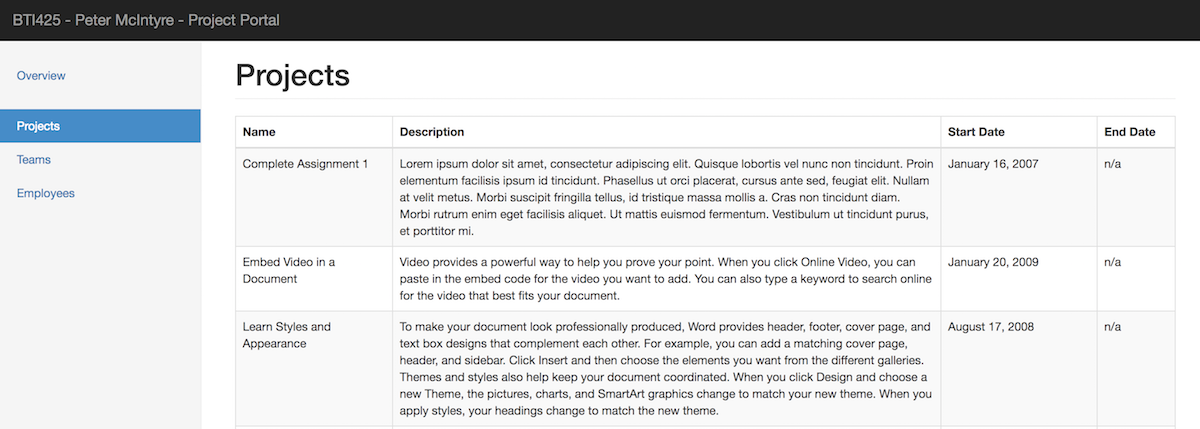 BTI425 - Peter McIntyre - Project Portal
Overview
Projects
Teams
Employees
Projects
Name Description Start Date End Date
Complete Assignment 1 Lorem ipsum dolor sit amet, consectetur adipiscing elit. Quisque lobortis vel nunc non tincidunt. Proin January 16, 2007 n/a
elementum facilisis ipsum id tincidunt. Phasellus ut orci placerat, cursus ante sed, feugiat elit. Nullam
at velit metus. Morbi suscipit fringilla tellus, id tristique massa mollis a. Cras non tincidunt diam.
Morbi rutrum enim eget facilisis aliquet. Ut mattis euismod fermentum. Vestibulum ut tincidunt purus,
et porttitor mi.
Embed Video in a Video provides a powerful way to help you prove your point. When you click Online Video, you can January 20, 2009 n/a
Document paste in the embed code for the video you want to add. You can also type a keyword to search online
for the video that best fits your document.
Learn Styles and To make your document look professionally produced, Word provides header, footer, cover page, and August 17, 2008 n/a
Appearance text box designs that complement each other. For example, you can add a matching cover page,
header, and sidebar. Click Insert and then choose the elements you want from the different galleries.
Themes and styles also help keep your document coordinated. When you click Design and choose a
new Theme, the pictures, charts, and SmartArt graphics change to match your new theme. When you
apply styles, your headings change to match the new theme.